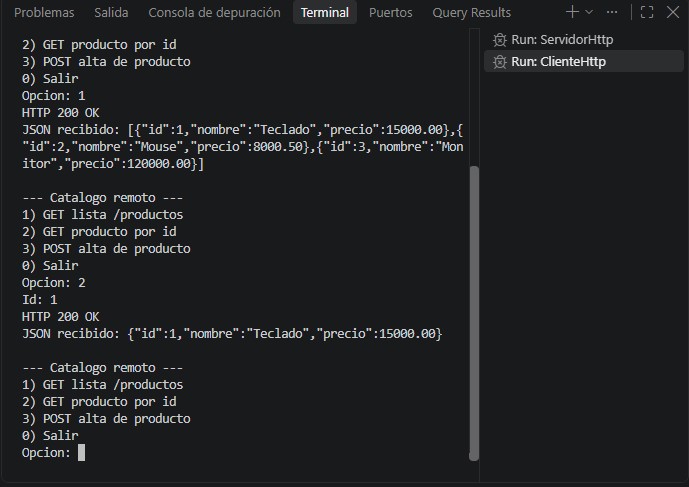 Problemas Salida Consola de depuración Terminal Puertos Query Results
2) GET producto por id
3) POST alta de producto
0) Salir
Opcion: 1
HTTP 200 OK
JSON recibido: [{"id":1,"nombre":"Teclado","precio":15000.00},{
"id":2,"nombre":"Mouse","precio":8000.50},{"id":3,"nombre":"Mon
itor","precio":120000.00}]
--- Catalogo remoto ---
1) GET lista /productos
2) GET producto por id
3) POST alta de producto
0) Salir
Opcion: 2
Id: 1
HTTP 200 OK
JSON recibido: {"id":1,"nombre":"Teclado","precio":15000.00}
--- Catalogo remoto ---
1) GET lista /productos
2) GET producto por id
3) POST alta de producto
0) Salir
Opcion:
Run: ServidorHttp
Run: ClienteHttp